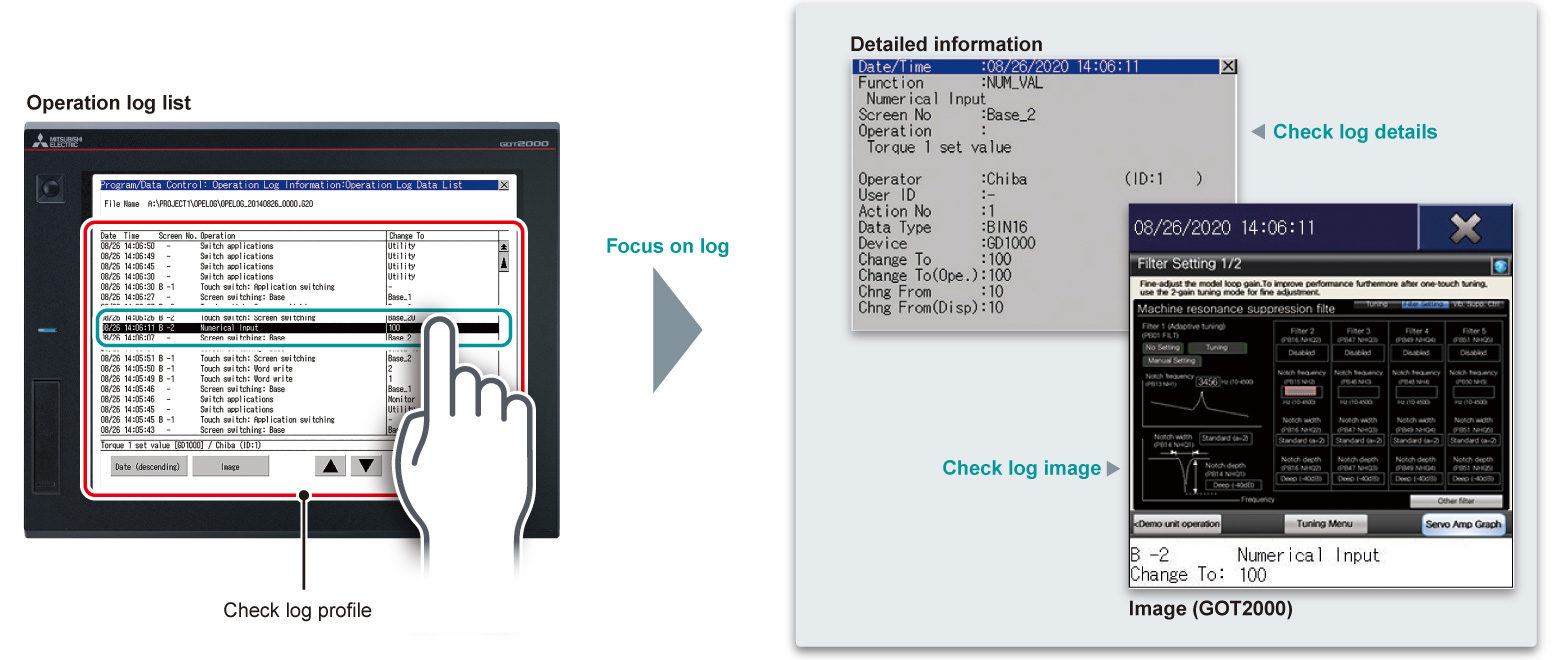 Operation log list
MITSUBISHI
ELECTRIC
GOT2000
Program/Data Control: Operation Log Information:Operation Log Data List
File Name A:\PROJECT1\OPELOG\OPELOG_20140826_0000.G20
Date Time Screen No. Operation Change To
08/26 14:06:50 - Switch applications Utility
08/26 14:06:49 - Switch applications Utility
08/26 14:06:45 - Switch applications Utility
08/26 14:06:30 - Switch applications Utility
08/26 14:06:30 B -1 Touch switch: Application switching -
08/26 14:06:27 - Screen switching: Base Base_1
08/26 14:06:26 B -2 Touch switch: Screen switching Base_20
08/26 14:06:11 B -2 Numerical Input 100
08/26 14:06:07 - Screen switching: Base Base_2
08/26 14:05:51 B -1 Touch switch: Screen switching Base_2
08/26 14:05:50 B -1 Touch switch: Word write 2
08/26 14:05:49 B -1 Touch switch: Word write 1
08/26 14:05:46 - Screen switching: Base Base_1
08/26 14:05:46 - Switch applications Monitor
08/26 14:05:45 - Switch applications Utili
08/26 14:05:45 B -1 Touch switch: Application switching -
08/26 14:05:43 - Screen switching: Base Ba
Torque 1 set value [GD1000] / Chiba (ID:1)
Date (descending) Image
Check log profile
Focus on log
Detailed information
Date/Time :08/26/2020 14:06:11
Function :NUM_VAL
Numerical Input
Screen No :Base_2
Operation :
Torque 1 set value
Operator :Chiba (ID:1 )
User ID :-
Action No :1
Data Type :BIN16
Device :GD1000
Change To :100
Change To(Ope.):100
Chng From :10
Chng From(Disp):10
Check log details
Check log image
08/26/2020 14:06:11
Filter Setting 1/2
Fine-adjust the model loop gain.To improve performance furthermore after one-touch tuning,
use the 2-gain tuning mode for fine adjustment.
Machine resonance suppression filte
Tuning Filter Setting Vib. Supp. Ctrl
Filter 1 (Adaptive tuning)
(PB01 FILT)
No Setting Tuning
Manual Setting
Notch frequency
(PB13 NH1) 3456 Hz (10-4500)
Notch width
(PB14 NHQ1) Standard (a=2)
Notch depth
(PB14 NHQ1)
Deep (-40dB)
Frequency
Filter 2 Filter 3 Filter 4 Filter 5
(PB16 NHQ2) (PB47 NHQ3) (PB49 NHQ4) (PB51 NHQ5)
Disabled Disabled Disabled Disabled
Notch frequency Notch frequency Notch frequency Notch frequency
(PB15 NH2) (PB46 NH3) (PB48 NH4) (PB50 NH5)
Hz (10-4500) Hz (10-4500) Hz (10-4500) Hz (10-4500)
Notch width Notch width Notch width Notch width
(PB16 NHQ2) (PB47 NHQ3) (PB49 NHQ4) (PB51 NHQ5)
Standard (a=2) Standard (a=2) Standard (a=2) Standard (a=2)
Notch depth Notch depth Notch depth Notch depth
(PB16 NHQ2) (PB47 NHQ3) (PB49 NHQ4) (PB51 NHQ5)
Deep (-40dB) Deep (-40dB) Deep (-40dB) Deep (-40dB)
Other filter
<Demo unit operation Tuning Menu Servo Amp Graph
B -2 Numerical Input
Change To: 100
Image (GOT2000)